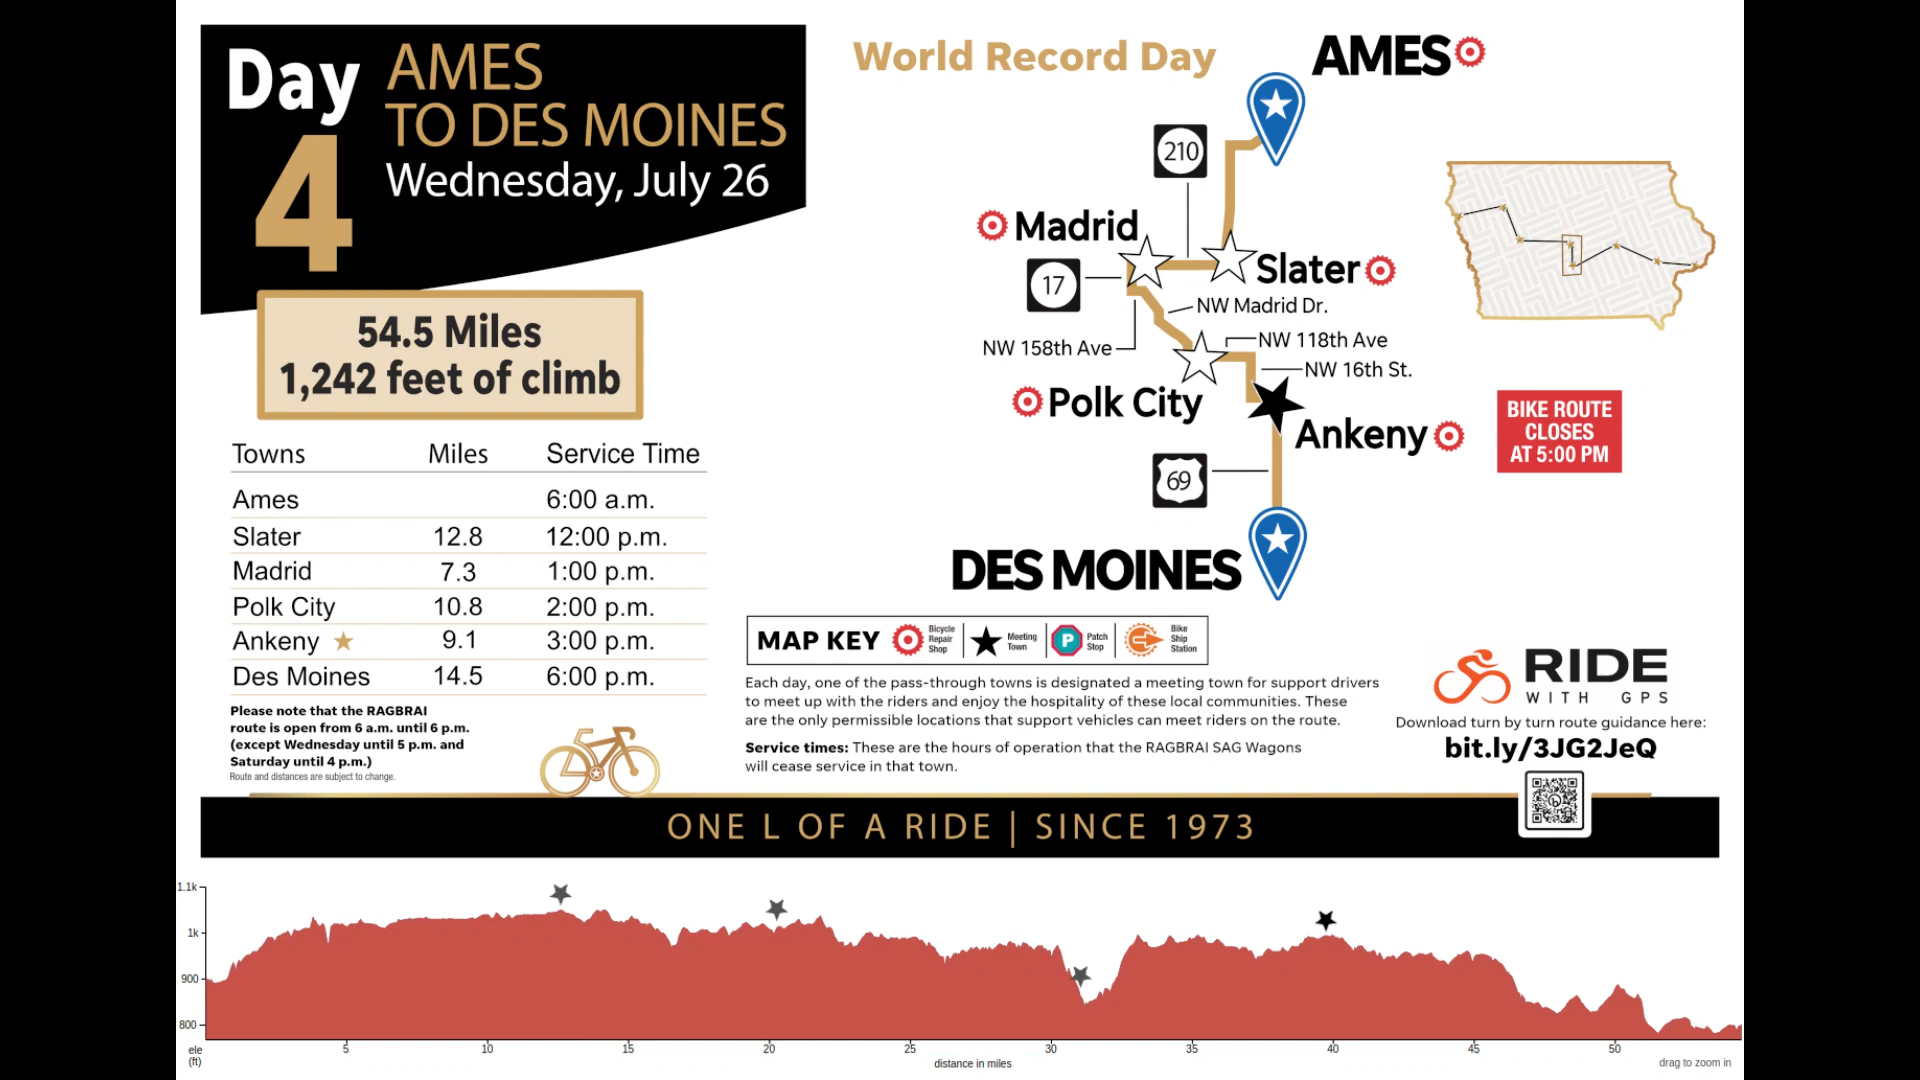 Day
4
AMES
TO DES MOINES
Wednesday, July 26
54.5 Miles
1,242 feet of climb
Towns Miles Service Time
Ames 6:00 a.m.
Slater 12.8 12:00 p.m.
Madrid 7.3 1:00 p.m.
Polk City 10.8 2:00 p.m.
Ankeny 9.1 3:00 p.m.
Des Moines 14.5 6:00 p.m.
Please note that the RAGBRAI
route is open from 6 a.m. until 6 p.m.
(except Wednesday until 5 p.m. and
Saturday until 4 p.m.)
Route and distances are subject to change.
World Record Day
AMES
210
Madrid
Slater
17
NW Madrid Dr.
NW 158th Ave
NW 118th Ave
NW 16th St.
Polk City
Ankeny
69
DES MOINES
BIKE ROUTE
CLOSES
AT 5:00 PM
MAP KEY
Bicycle
Repair
Shop
Meeting
Town
P
Patch
Stop
Bike
Ship
Station
Each day, one of the pass-through towns is designated a meeting town for support drivers
to meet up with the riders and enjoy the hospitality of these local communities. These
are the only permissible locations that support vehicles can meet riders on the route.
Service times: These are the hours of operation that the RAGBRAI SAG Wagons
will cease service in that town.
RIDE
WITH GPS
Download turn by turn route guidance here:
bit.ly/3JG2JeQ
ONE L OF A RIDE | SINCE 1973
1.1k
1k
900
800
ele
(ft)
5 10 15 20 25 30 35 40 45 50
distance in miles
drag to zoom in